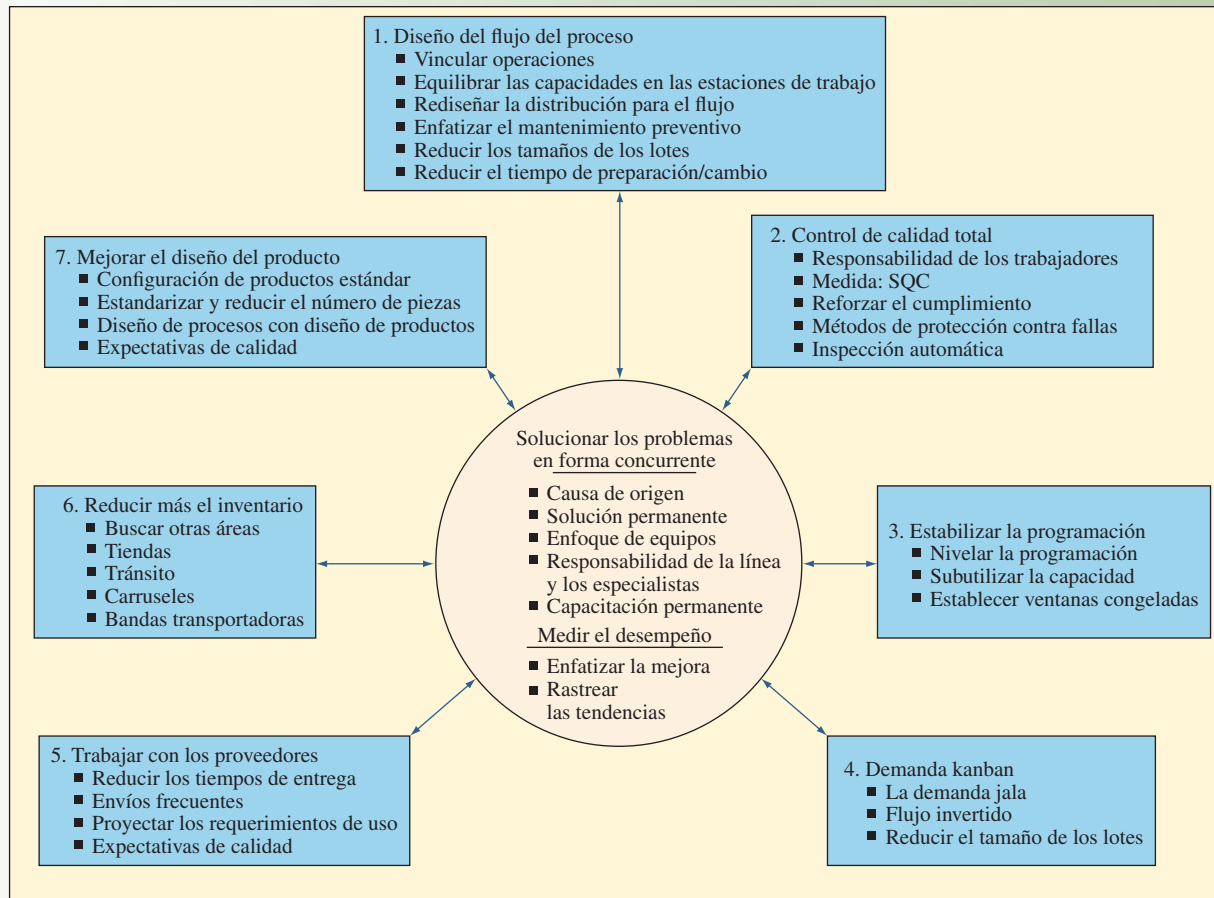 1. Diseño del flujo del proceso
■ Vincular operaciones
■ Equilibrar las capacidades en las estaciones de trabajo
■ Rediseñar la distribución para el flujo
■ Enfatizar el mantenimiento preventivo
■ Reducir los tamaños de los lotes
■ Reducir el tiempo de preparación/cambio
2. Control de calidad total
■ Responsabilidad de los trabajadores
■ Medida: SQC
■ Reforzar el cumplimiento
■ Métodos de protección contra fallas
■ Inspección automática
3. Estabilizar la programación
■ Nivelar la programación
■ Subutilizar la capacidad
■ Establecer ventanas congeladas
4. Demanda kanban
■ La demanda jala
■ Flujo invertido
■ Reducir el tamaño de los lotes
5. Trabajar con los proveedores
■ Reducir los tiempos de entrega
■ Envíos frecuentes
■ Proyectar los requerimientos de uso
■ Expectativas de calidad
6. Reducir más el inventario
■ Buscar otras áreas
■ Tiendas
■ Tránsito
■ Carruseles
■ Bandas transportadoras
7. Mejorar el diseño del producto
■ Configuración de productos estándar
■ Estandarizar y reducir el número de piezas
■ Diseño de procesos con diseño de productos
■ Expectativas de calidad
Solucionar los problemas
en forma concurrente
■ Causa de origen
■ Solución permanente
■ Enfoque de equipos
■ Responsabilidad de la línea
y los especialistas
■ Capacitación permanente
Medir el desempeño
■ Enfatizar la mejora
■ Rastrear
las tendencias